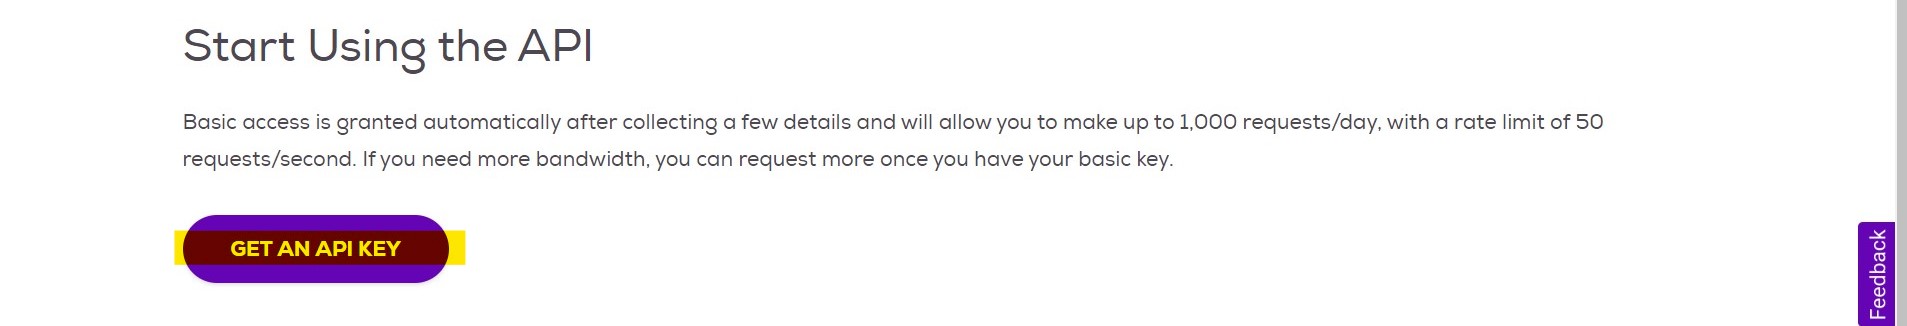 Start Using the API
Basic access is granted automatically after collecting a few details and will allow you to make up to 1,000 requests/day, with a rate limit of 50
requests/second. If you need more bandwidth, you can request more once you have your basic key.
GET AN API KEY
Feedback